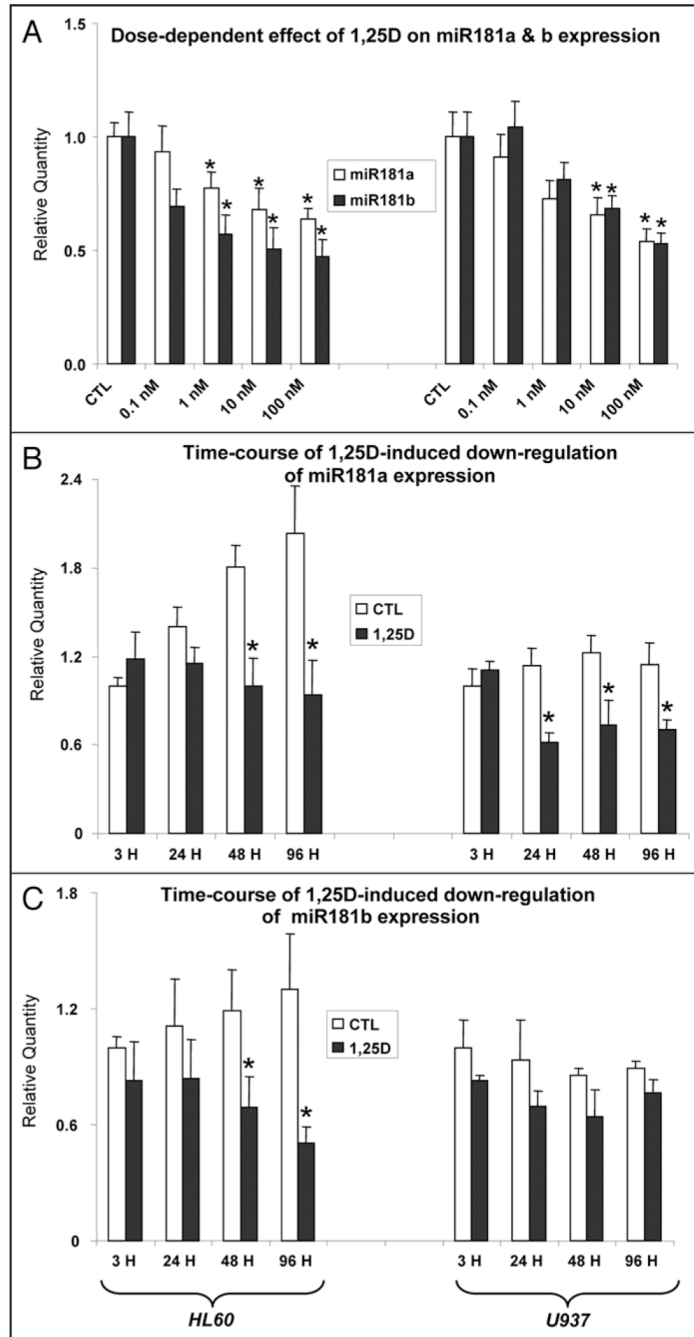 A
Dose-dependent effect of 1,25D on miR181a & b expression
Relative Quantity
1.5
1.0
0.5
0.0
miR181a
miR181b
* * * * * *
* * * *
CTL 0.1 nM 1 nM 10 nM 100 nM
CTL 0.1 nM 1 nM 10 nM 100 nM
B
Time-course of 1,25D-induced down-regulation
of miR181a expression
Relative Quantity
2.4
1.8
1.2
0.6
0
CTL
1,25D
* *
* * *
3 H 24 H 48 H 96 H
3 H 24 H 48 H 96 H
C
Time-course of 1,25D-induced down-regulation
of miR181b expression
Relative Quantity
1.8
1.2
0.6
0
CTL
1,25D
* *
3 H 24 H 48 H 96 H
3 H 24 H 48 H 96 H
HL60
U937